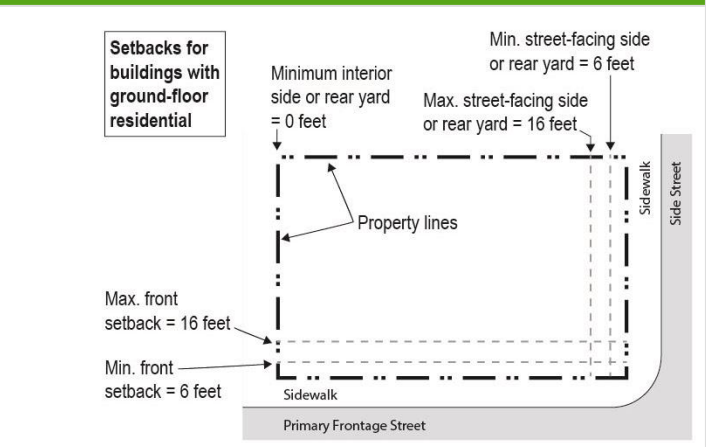 Setbacks for
buildings with
ground-floor
residential
Minimum interior
side or rear yard
= 0 feet
Min. street-facing side
or rear yard = 6 feet
Max. street-facing side
or rear yard = 16 feet
Property lines
Sidewalk
Side Street
Max. front
setback = 16 feet
Min. front
setback = 6 feet
Sidewalk
Primary Frontage Street